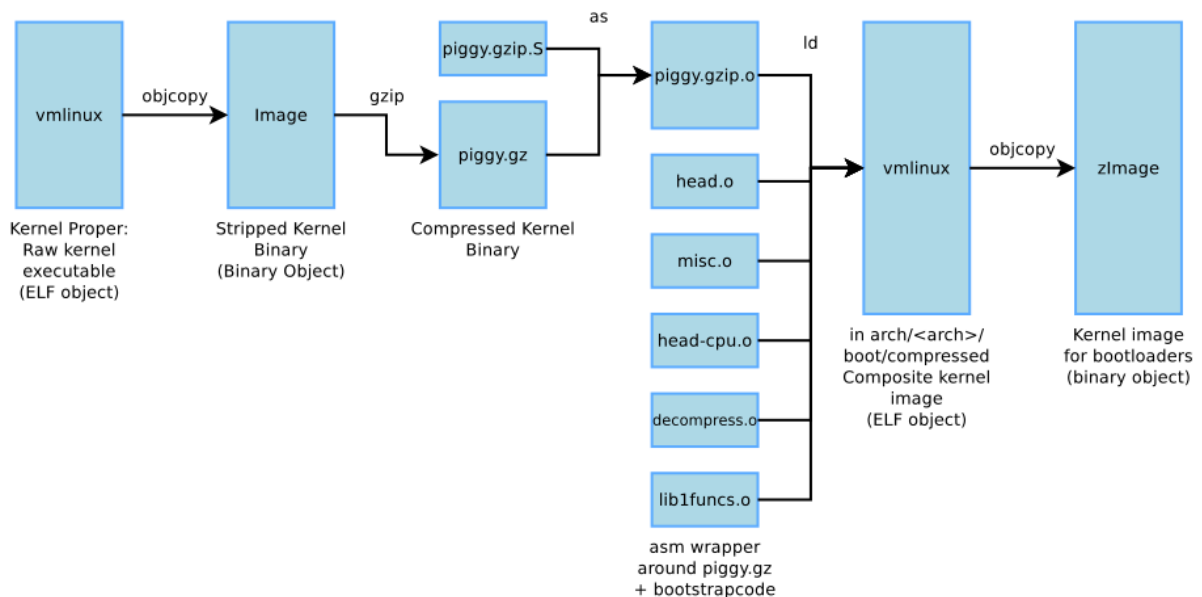 as
ld
piggy.gzip.S
piggy.gzip.o
objcopy
gzip
vmlinux
Image
piggy.gz
objcopy
vmlinux
zImage
head.o
misc.o
head-cpu.o
decompress.o
lib1funcs.o
Kernel Proper:
Raw kernel
executable
(ELF object)
Stripped Kernel
Binary
(Binary Object)
Compressed Kernel
Binary
asm wrapper
around piggy.gz
+ bootstrapcode
in arch/<arch>/
boot/compressed
Composite kernel
image
(ELF object)
Kernel image
for bootloaders
(binary object)